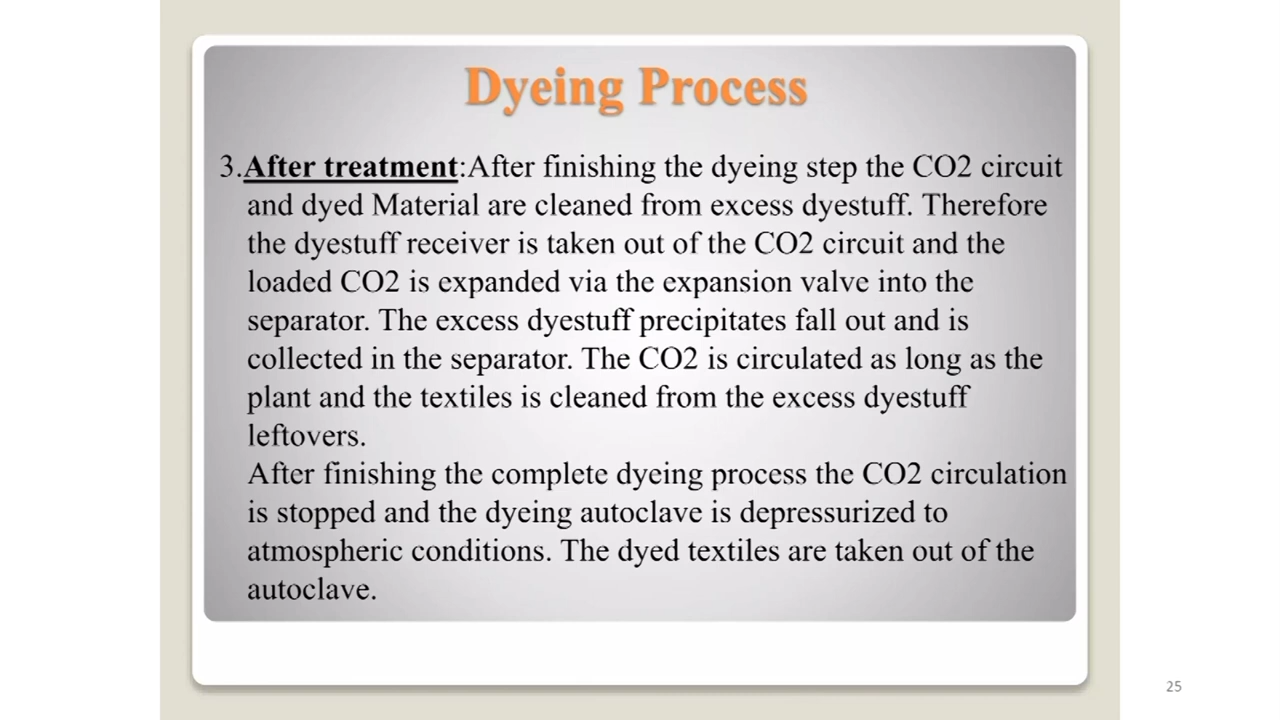 Dyeing Process
3.After treatment:After finishing the dyeing step the CO2 circuit
and dyed Material are cleaned from excess dyestuff. Therefore
the dyestuff receiver is taken out of the CO2 circuit and the
loaded CO2 is expanded via the expansion valve into the
separator. The excess dyestuff precipitates fall out and is
collected in the separator. The CO2 is circulated as long as the
plant and the textiles is cleaned from the excess dyestuff
leftovers.
After finishing the complete dyeing process the CO2 circulation
is stopped and the dyeing autoclave is depressurized to
atmospheric conditions. The dyed textiles are taken out of the
autoclave.
25